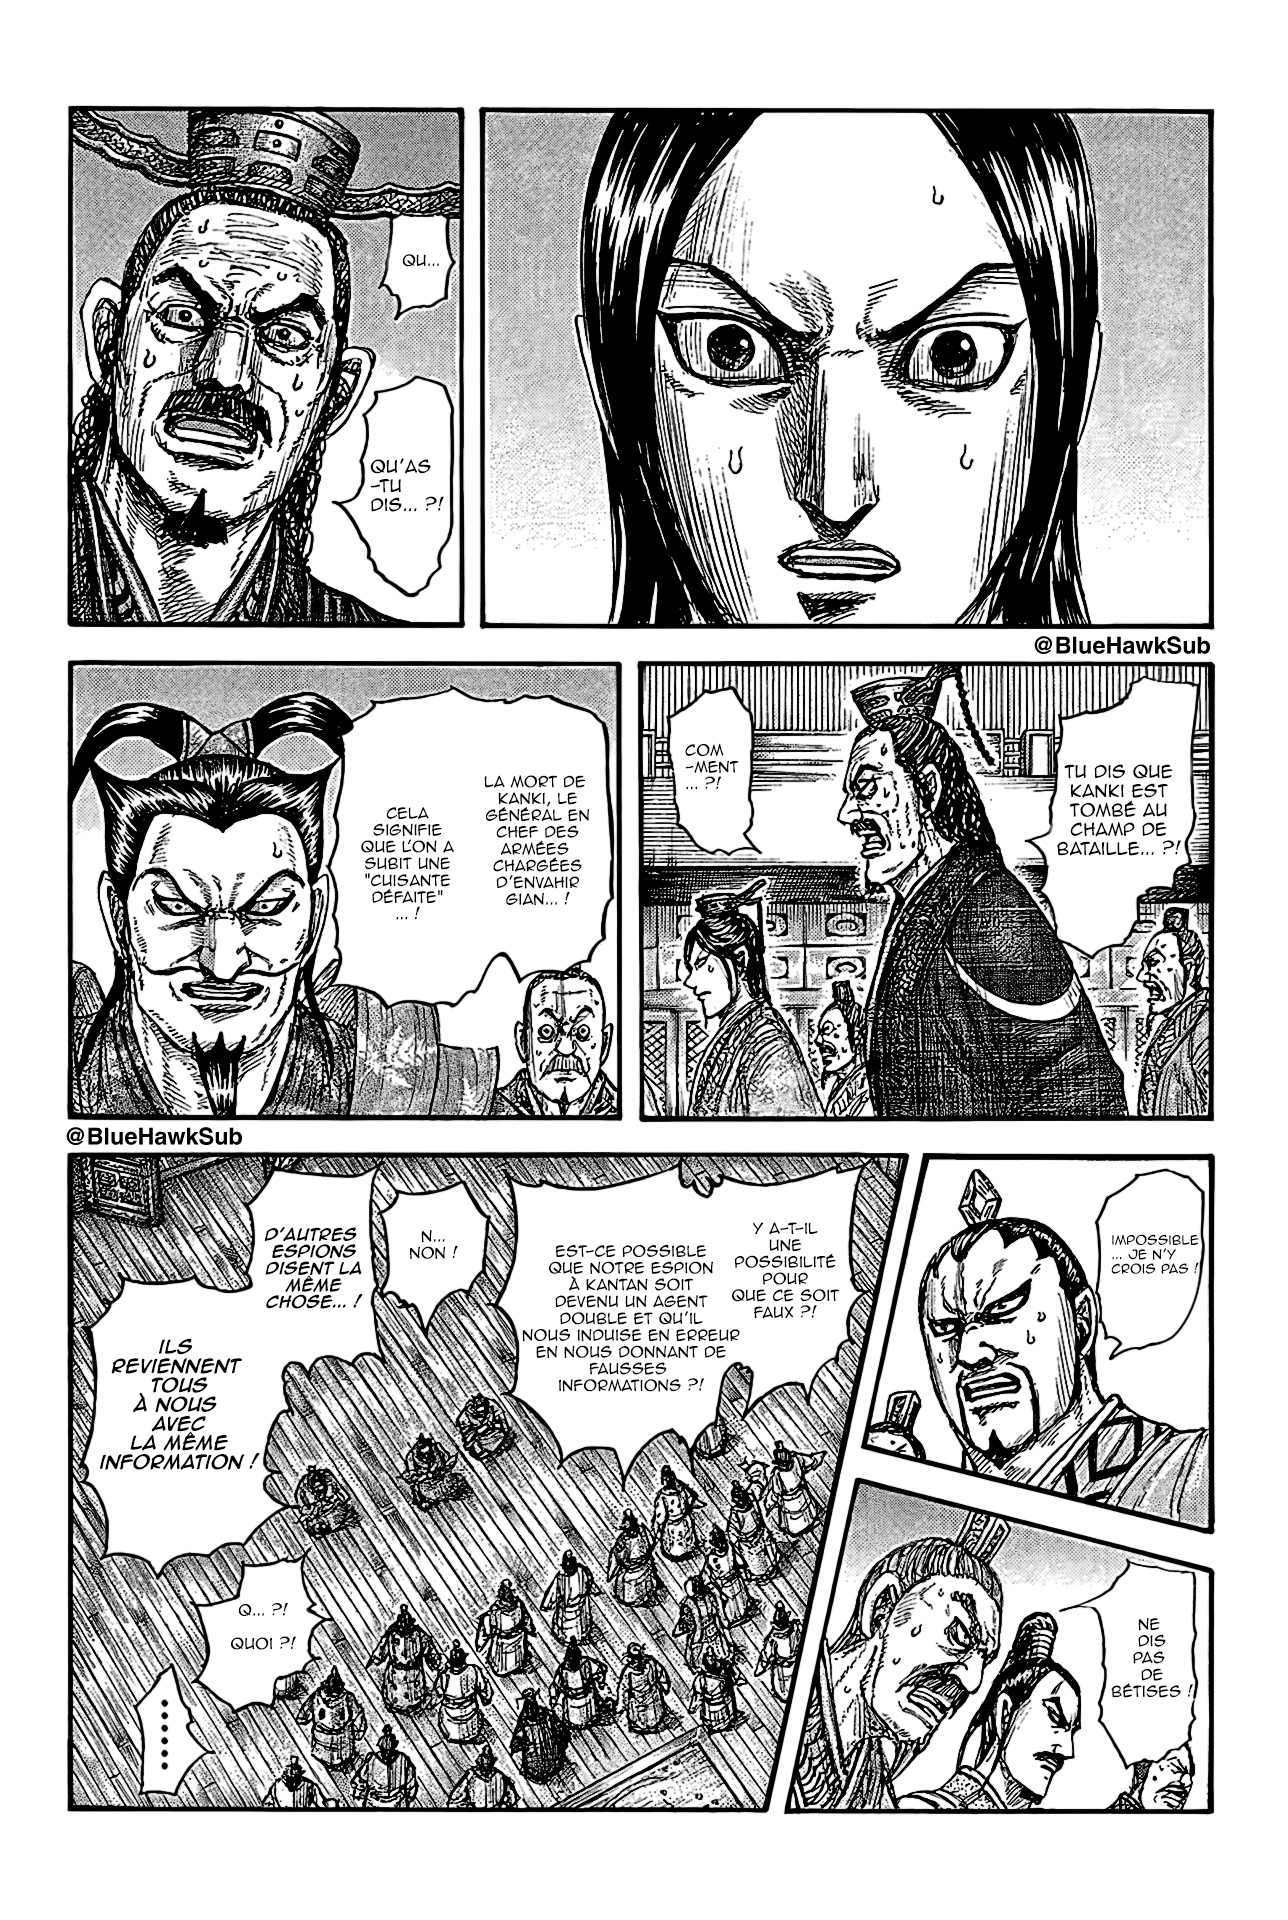 QU...
QU'AS
-TU
DIS... ?!
@BlueHawkSub
TU DIS QUE
KANKI EST
TOMBÉ AU
CHAMP DE
BATAILLE... ?!
COM
-MENT
... ?!
LA MORT DE
KANKI, LE
GÉNÉRAL EN
CHEF DES
ARMÉES
CHARGÉES
D'ENVAHIR
GIAN... !
CELA
SIGNIFIE
QUE L'ON A
SUBIT UNE
"CUISANTE
DÉFAITE"
... !
@BlueHawkSub
IMPOSSIBLE
... JE N'Y
CROIS PAS !
NE
DIS
PAS
DE
BÉTISES !
Y A-T-IL
UNE
POSSIBILITÉ
POUR
QUE CE SOIT
FAUX ?!
EST-CE POSSIBLE
QUE NOTRE ESPION
À KANTAN SOIT
DEVENU UN AGENT
DOUBLE ET QU'IL
NOUS INDUISE EN ERREUR
EN NOUS DONNANT DE
FAUSSES
INFORMATIONS ?!
N...
NON !
D'AUTRES
ESPIONS
DISENT LA
MÊME
CHOSE... !
ILS
REVIENNENT
TOUS
À NOUS
AVEC
LA MÊME
INFORMATION !
Q... ?!
QUOI ?!
......